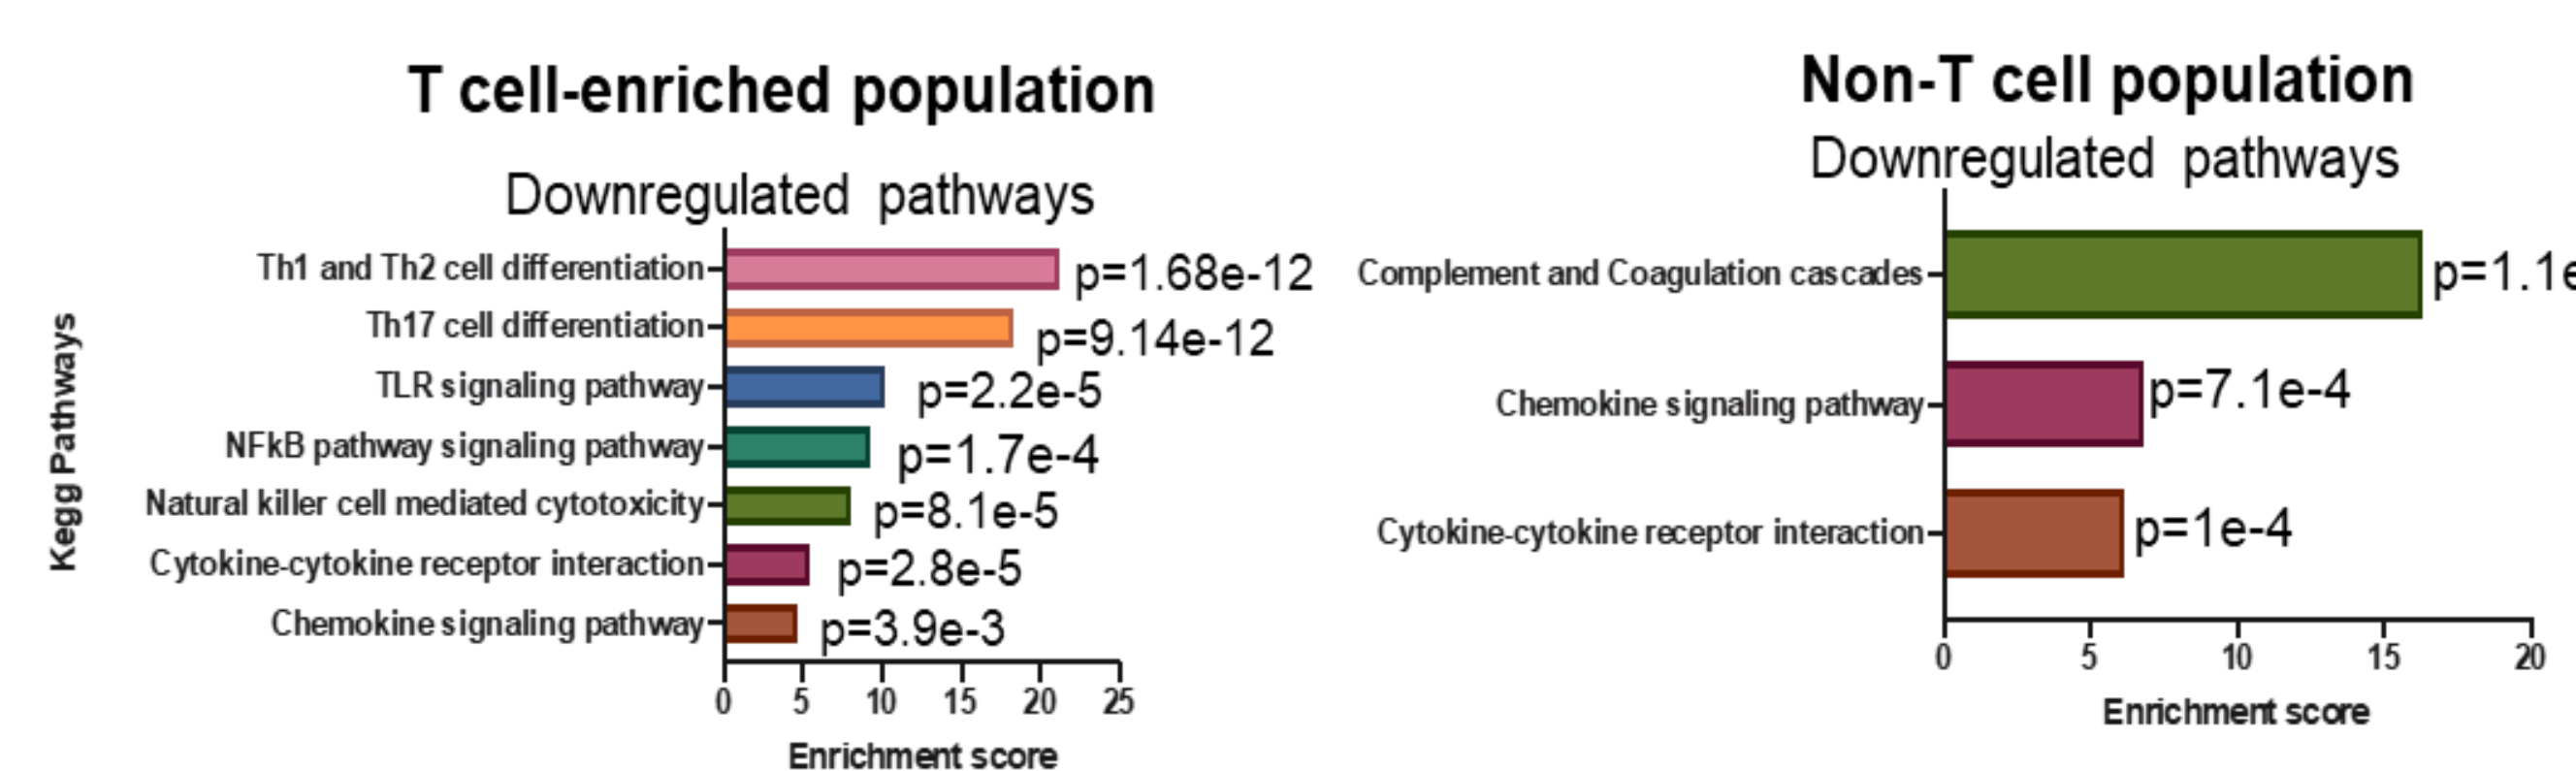 T cell-enriched population
Downregulated pathways
Kegg Pathways
Th1 and Th2 cell differentiation
p=1.68e-12
Th17 cell differentiation
p=9.14e-12
TLR signaling pathway
p=2.2e-5
NFkB pathway signaling pathway
p=1.7e-4
Natural killer cell mediated cytotoxicity
p=8.1e-5
Cytokine-cytokine receptor interaction
p=2.8e-5
Chemokine signaling pathway
p=3.9e-3
0 5 10 15 20 25
Enrichment score
Non-T cell population
Downregulated pathways
Complement and Coagulation cascades
Chemokine signaling pathway
p=7.1e-4
Cytokine-cytokine receptor interaction
p=1e-4
0 5 10 15 20
Enrichment score